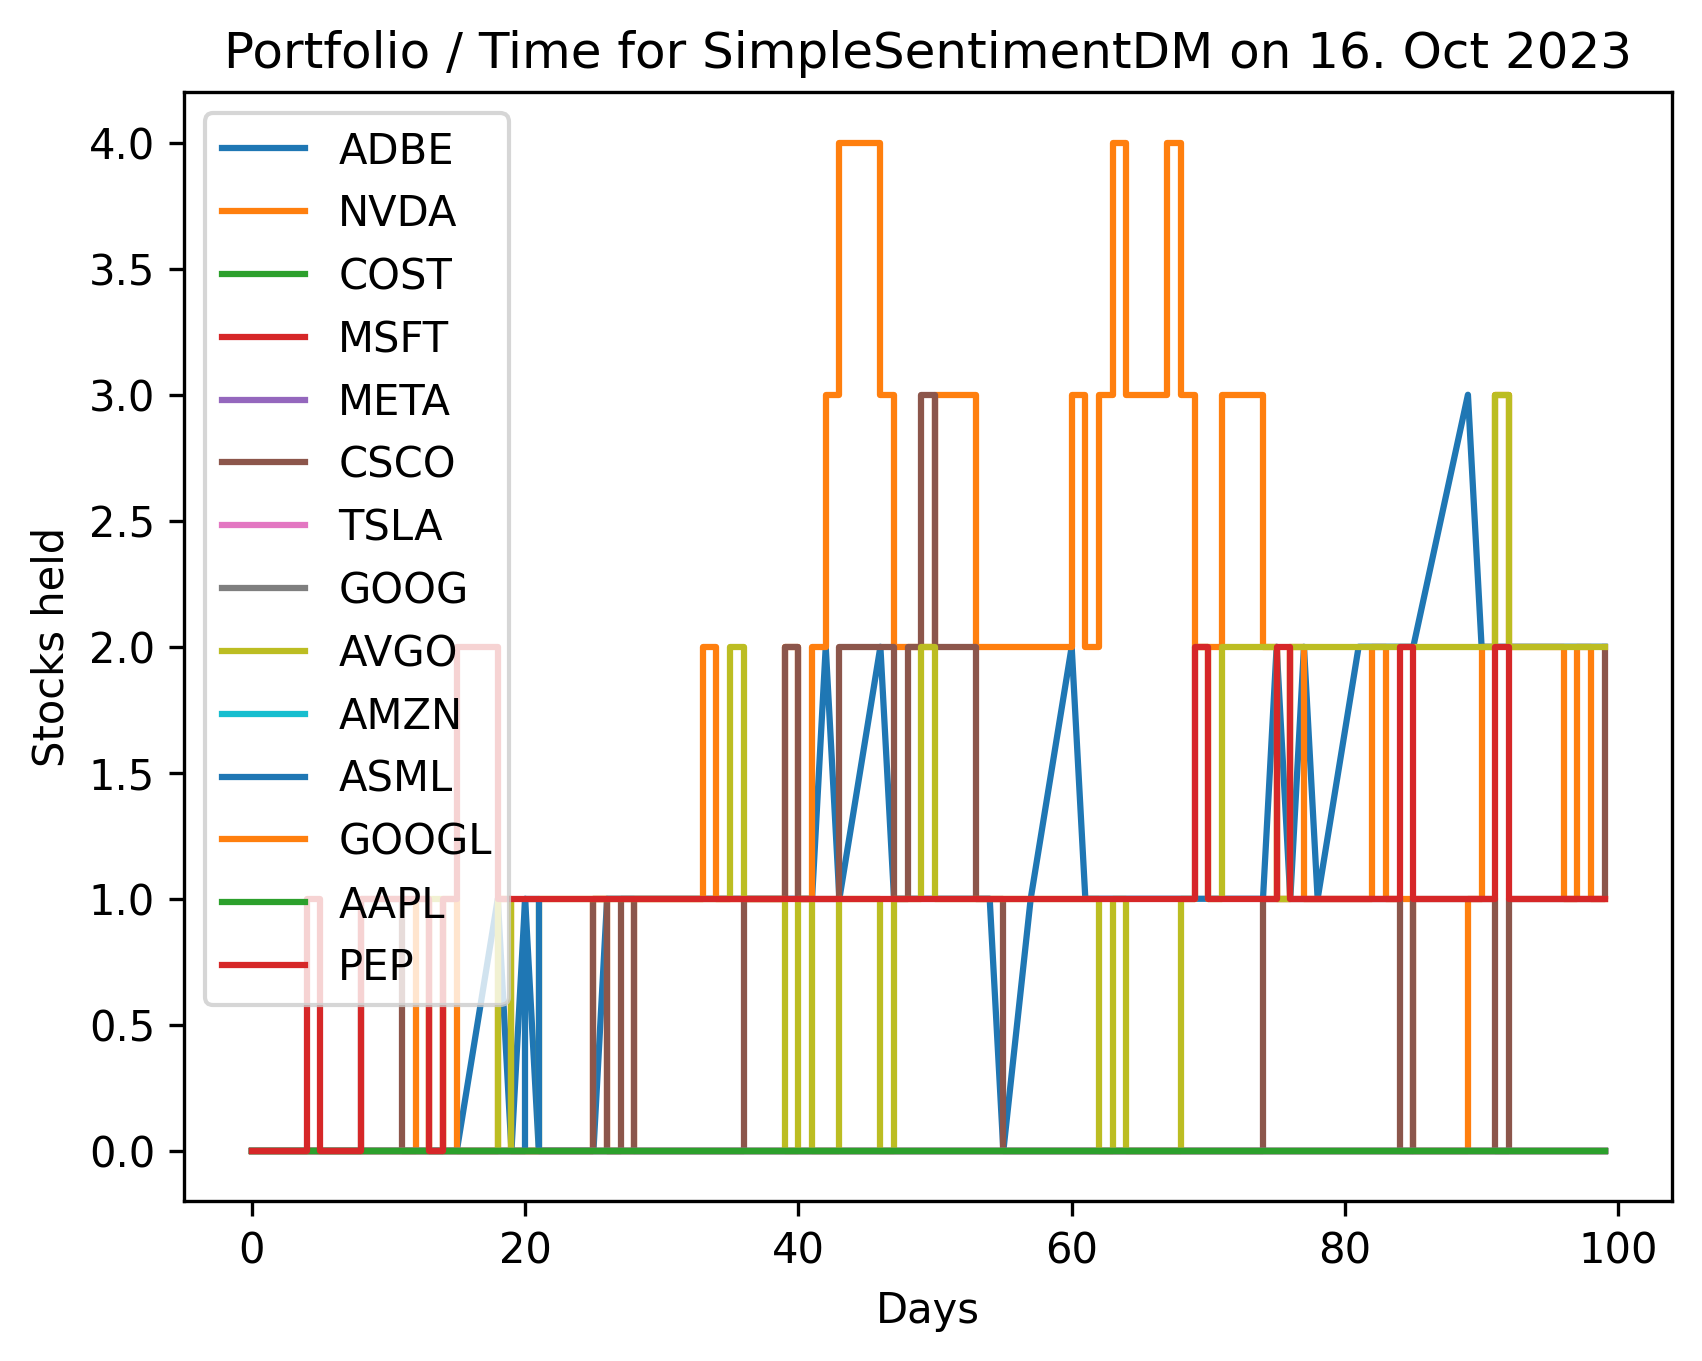 Portfolio / Time for SimpleSentimentDM on 16. Oct 2023
4.0
3.5
3.0
2.5
2.0
1.5
1.0
0.5
0.0
Stocks held
ADBE
NVDA
COST
MSFT
META
CSCO
TSLA
GOOG
AVGO
AMZN
ASML
GOOGL
AAPL
PEP
0 20 40 60 80 100
Days